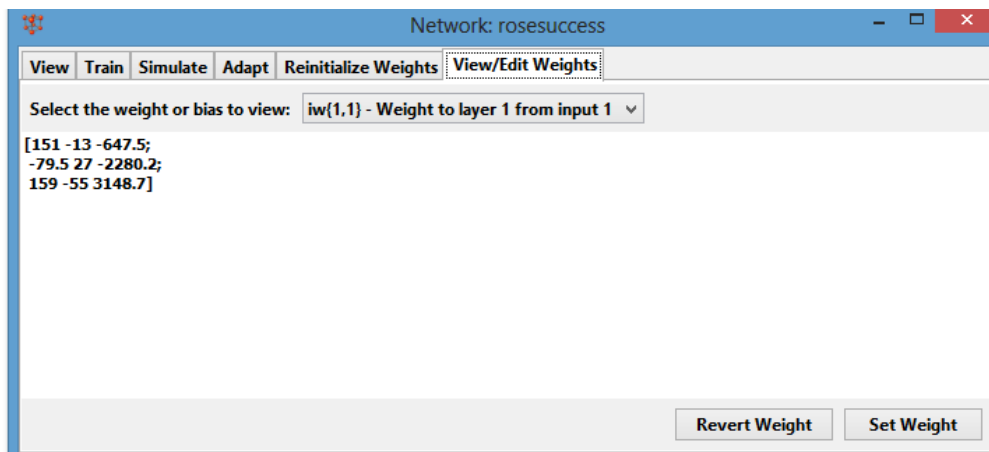 Network: rosesuccess
View Train Simulate Adapt Reinitialize Weights View/Edit Weights
Select the weight or bias to view: iw{1,1} - Weight to layer 1 from input 1
[151 -13 -647.5;
-79.5 27 -2280.2;
159 -55 3148.7]
Revert Weight Set Weight